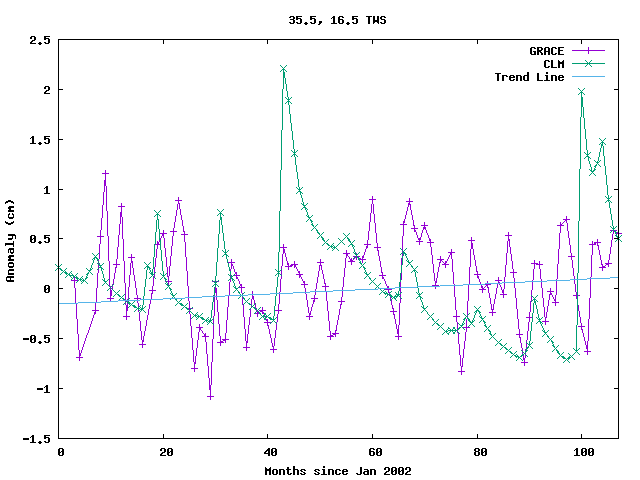 35.5, 16.5 TWS
GRACE
CLM
Trend Line
2.5
2
1.5
1
0.5
0
-0.5
-1
-1.5
Anomaly (cm)
0 20 40 60 80 100
Months since Jan 2002